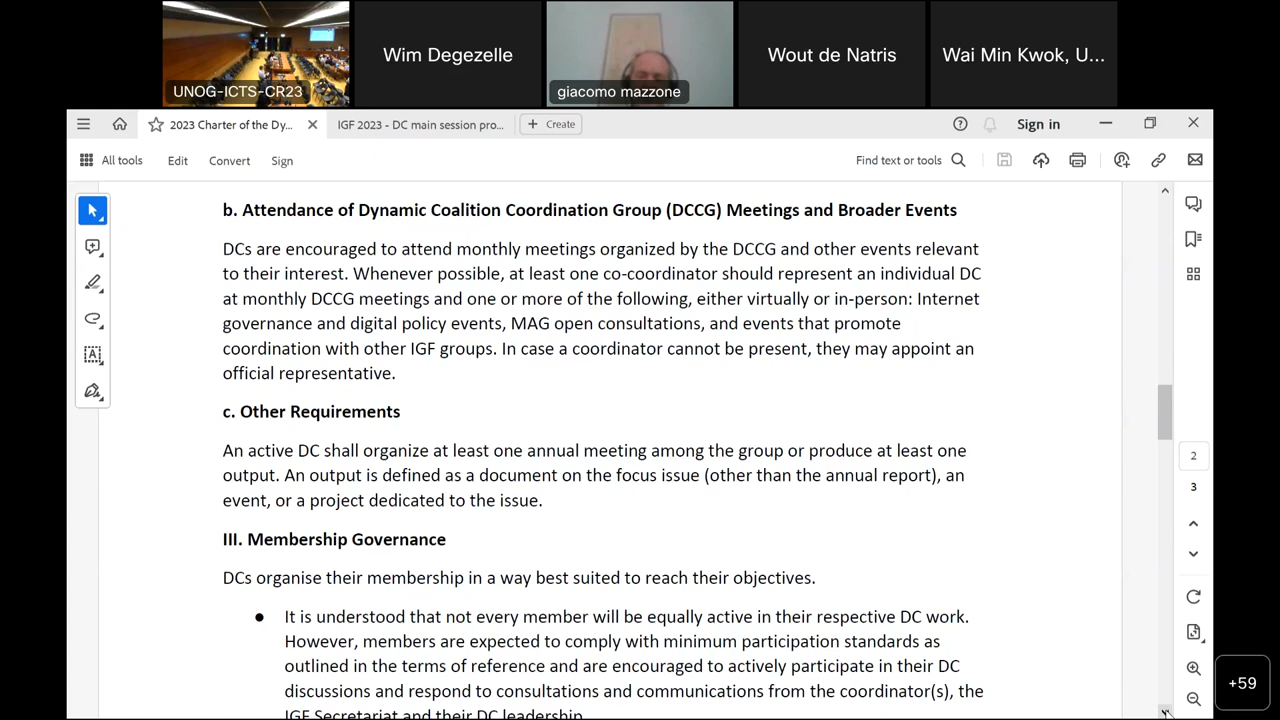 UNOG-ICTS-CR23
Wim Degezelle
giacomo mazzone
Wout de Natris
Wai Min Kwok, U...
2023 Charter of the Dy...
IGF 2023 - DC main session pro...
Create
Sign in
All tools
Edit
Convert
Sign
Find text or tools
b. Attendance of Dynamic Coalition Coordination Group (DCCG) Meetings and Broader Events
DCs are encouraged to attend monthly meetings organized by the DCCG and other events relevant
to their interest. Whenever possible, at least one co-coordinator should represent an individual DC
at monthly DCCG meetings and one or more of the following, either virtually or in-person: Internet
governance and digital policy events, MAG open consultations, and events that promote
coordination with other IGF groups. In case a coordinator cannot be present, they may appoint an
official representative.
c. Other Requirements
An active DC shall organize at least one annual meeting among the group or produce at least one
output. An output is defined as a document on the focus issue (other than the annual report), an
event, or a project dedicated to the issue.
III. Membership Governance
DCs organise their membership in a way best suited to reach their objectives.
● It is understood that not every member will be equally active in their respective DC work.
However, members are expected to comply with minimum participation standards as
outlined in the terms of reference and are encouraged to actively participate in their DC
discussions and respond to consultations and communications from the coordinator(s), the
IGF Secretariat and their DC leadership.
2
3
+59